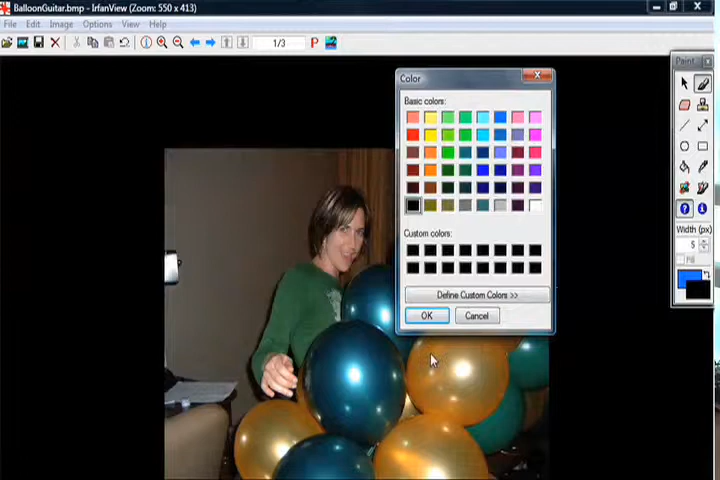 BalloonGuitar.bmp - IrfanView (Zoom: 550 x 413)
File Edit Image Options View Help
1/3
Paint
Color
Basic colors:
Custom colors:
Define Custom Colors >>
OK Cancel
Width (px)
5
Fill